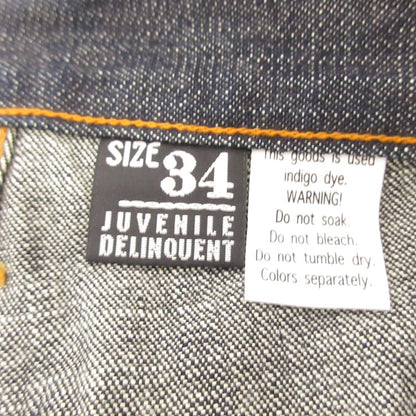 SIZE 34
JUVENILE
DELINQUENT
This goods is used
indigo dye.
WARNING!
Do not soak.
Do not bleach.
Do not tumble dry.
Colors separately.